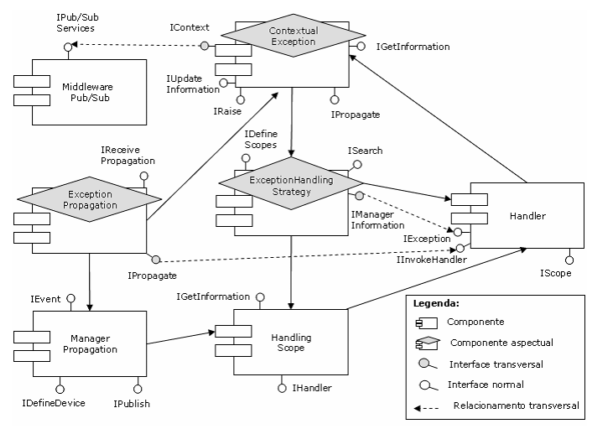 IPub/Sub
Services
IContext
Contextual
Exception
IGetInformation
Middleware
Pub/Sub
IUpdate
Information
IRaise
IPropagate
IReceive
Propagation
IDefine
Scopes
ISearch
Exception
Propagation
ExceptionHandling
Strategy
IManager
Information
Handler
IException
IInvokeHandler
IPropagate
IScope
IEvent
IGetInformation
Manager
Propagation
Handling
Scope
IDefineDevice
IPublish
IHandler
Legenda:
Componente
Componente aspectual
Interface transversal
Interface normal
Relacionamento transversal